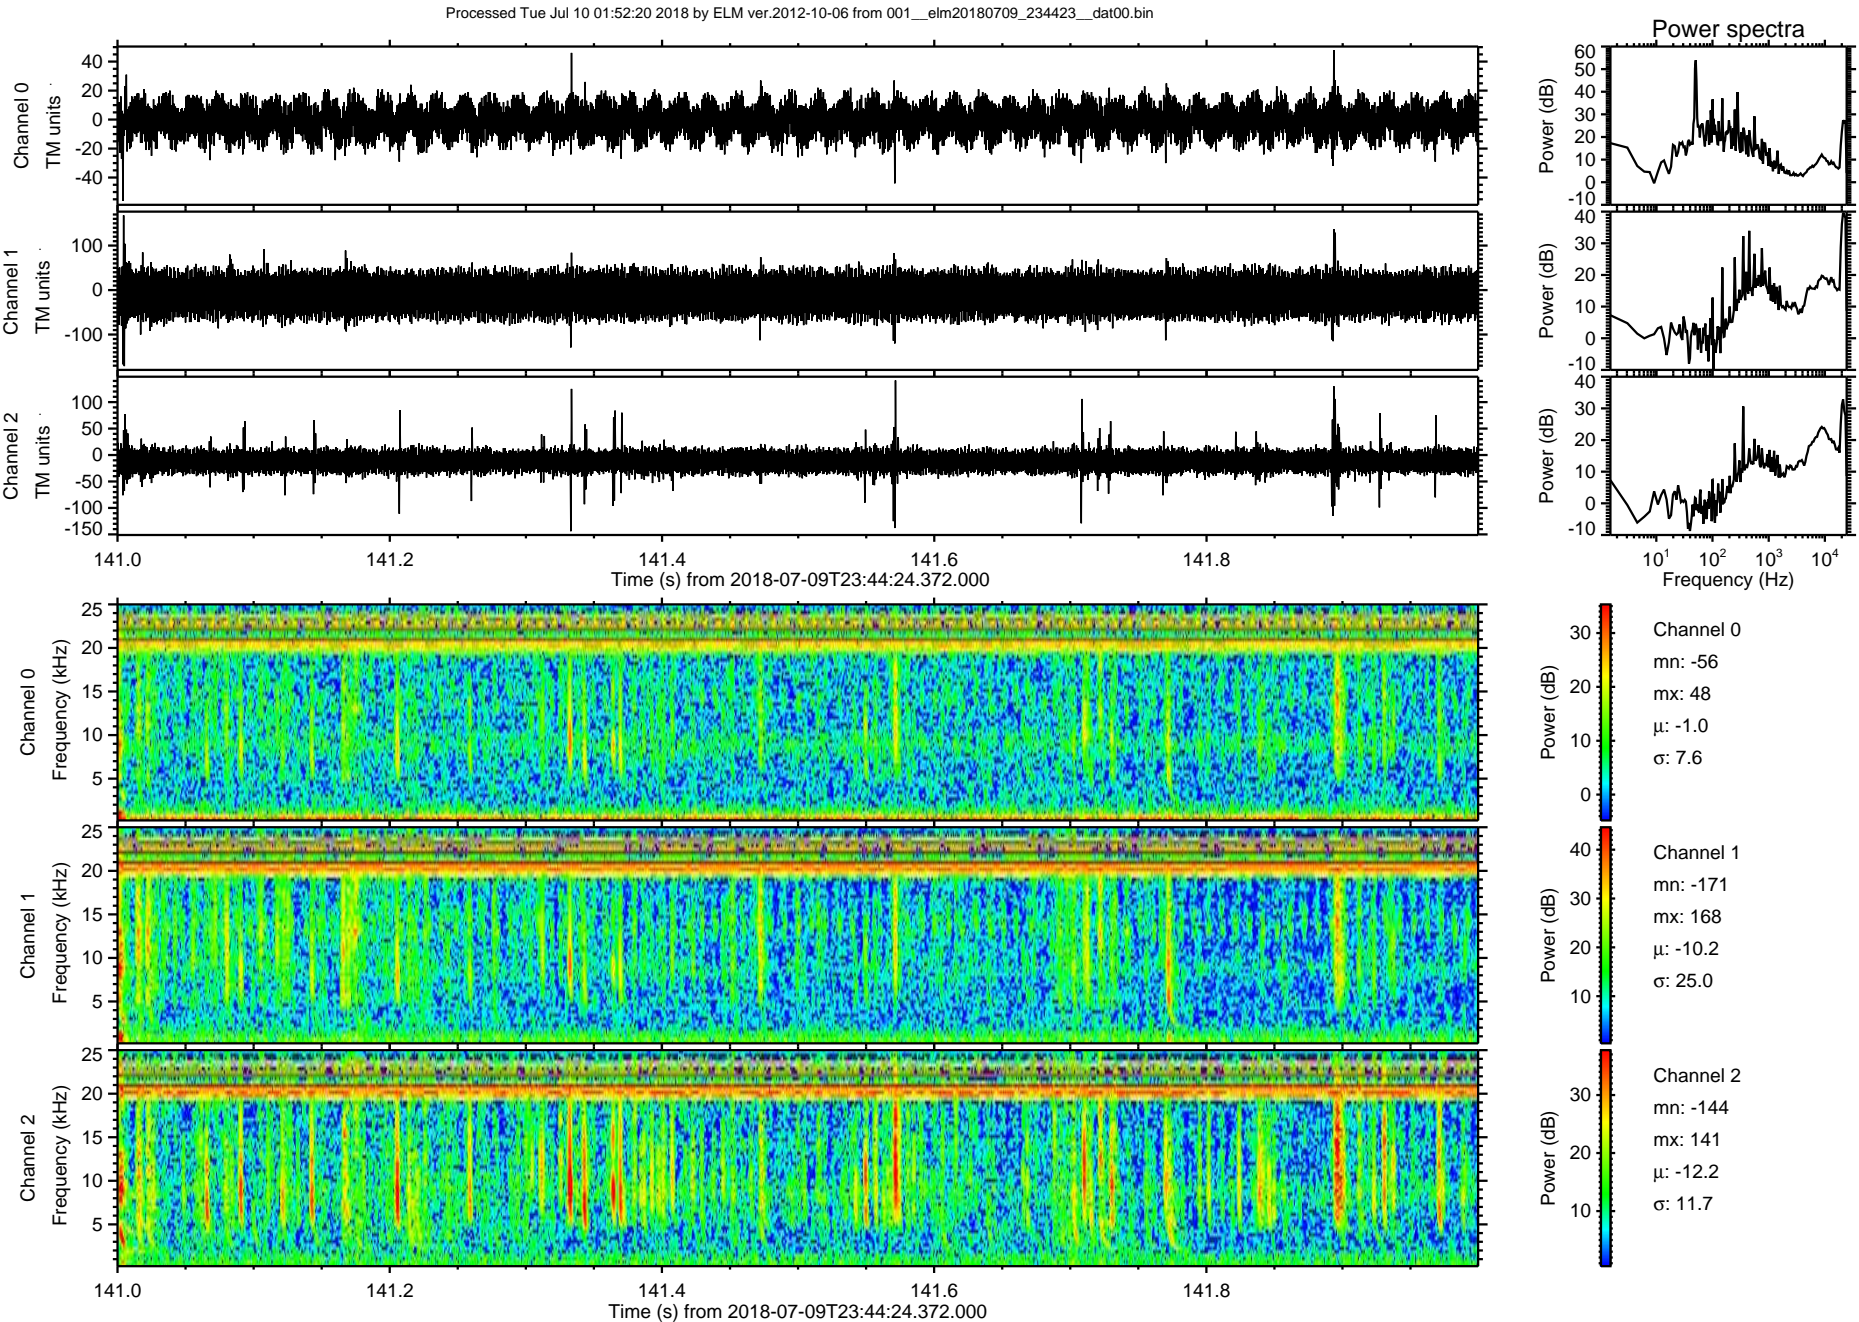 Processed Tue Jul 10 01:52:20 2018 by ELM ver.2012-10-06 from 001__elm20180709_234423__dat00.bin
Power spectra
Channel 0
TM units
40
20
0
-20
-40
Power (dB)
60
50
40
30
20
10
0
-10
Channel 1
TM units
100
0
-100
Power (dB)
40
30
20
10
0
-10
Channel 2
TM units
100
50
0
-50
-100
-150
Power (dB)
40
30
20
10
0
-10
141.0 141.2 141.4 141.6 141.8
Time (s) from 2018-07-09T23:44:24.372.000
10^1 10^2 10^3 10^4
Frequency (Hz)
Channel 0
Frequency (kHz)
25
20
15
10
5
Power (dB)
30
20
10
0
Channel 0
mn: -56
mx: 48
μ: -1.0
σ: 7.6
Channel 1
Frequency (kHz)
25
20
15
10
5
Power (dB)
40
30
20
10
Channel 1
mn: -171
mx: 168
μ: -10.2
σ: 25.0
Channel 2
Frequency (kHz)
25
20
15
10
5
Power (dB)
30
20
10
Channel 2
mn: -144
mx: 141
μ: -12.2
σ: 11.7
141.0 141.2 141.4 141.6 141.8
Time (s) from 2018-07-09T23:44:24.372.000